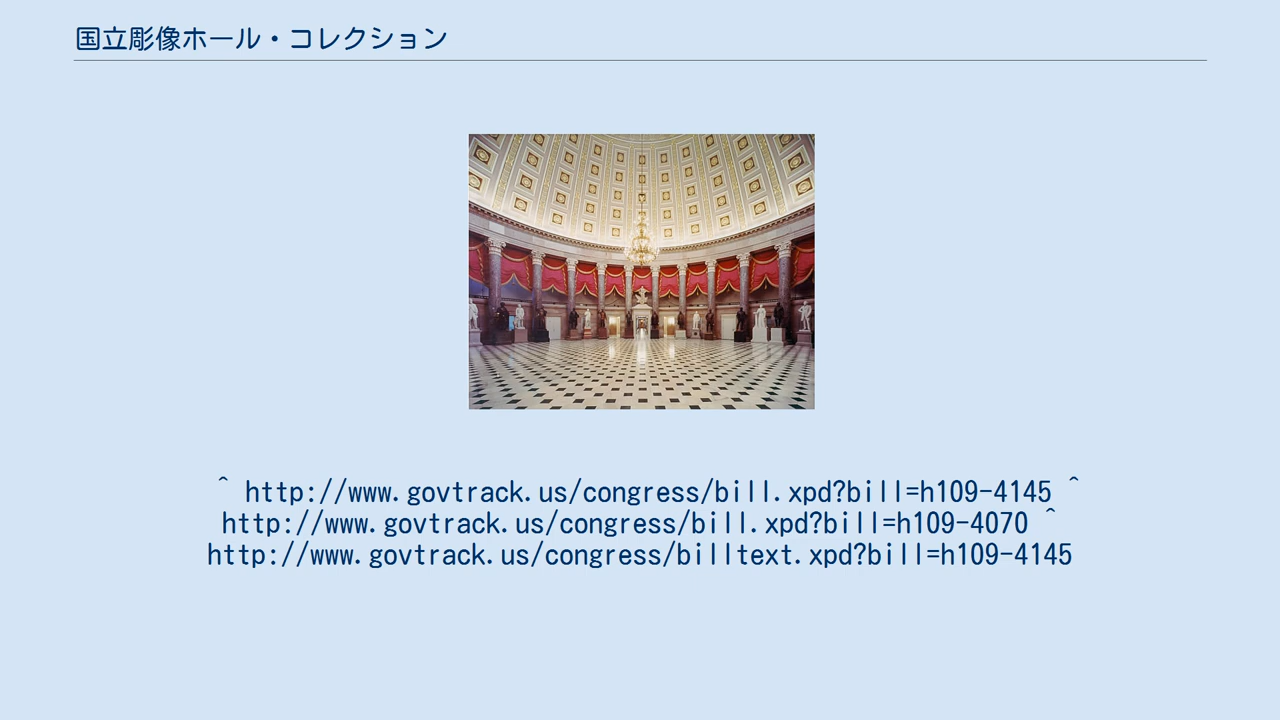 国立彫像ホール・コレクション
^ http://www.govtrack.us/congress/bill.xpd?bill=h109-4145 ^
http://www.govtrack.us/congress/bill.xpd?bill=h109-4070 ^
http://www.govtrack.us/congress/billtext.xpd?bill=h109-4145